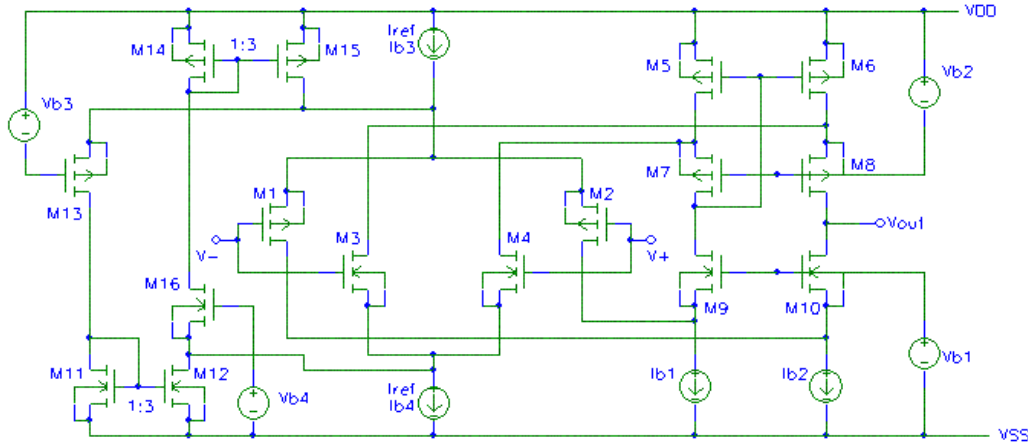 VDD
M14
1:3
M15
Iref
Ib3
M5
M6
Vb2
Vb3
M13
M1
M2
M7
M8
M3
M4
V-
V+
Vout
M16
M9
M10
Vb1
M11
M12
1:3
Vb4
Iref
Ib4
Ib1
Ib2
VSS